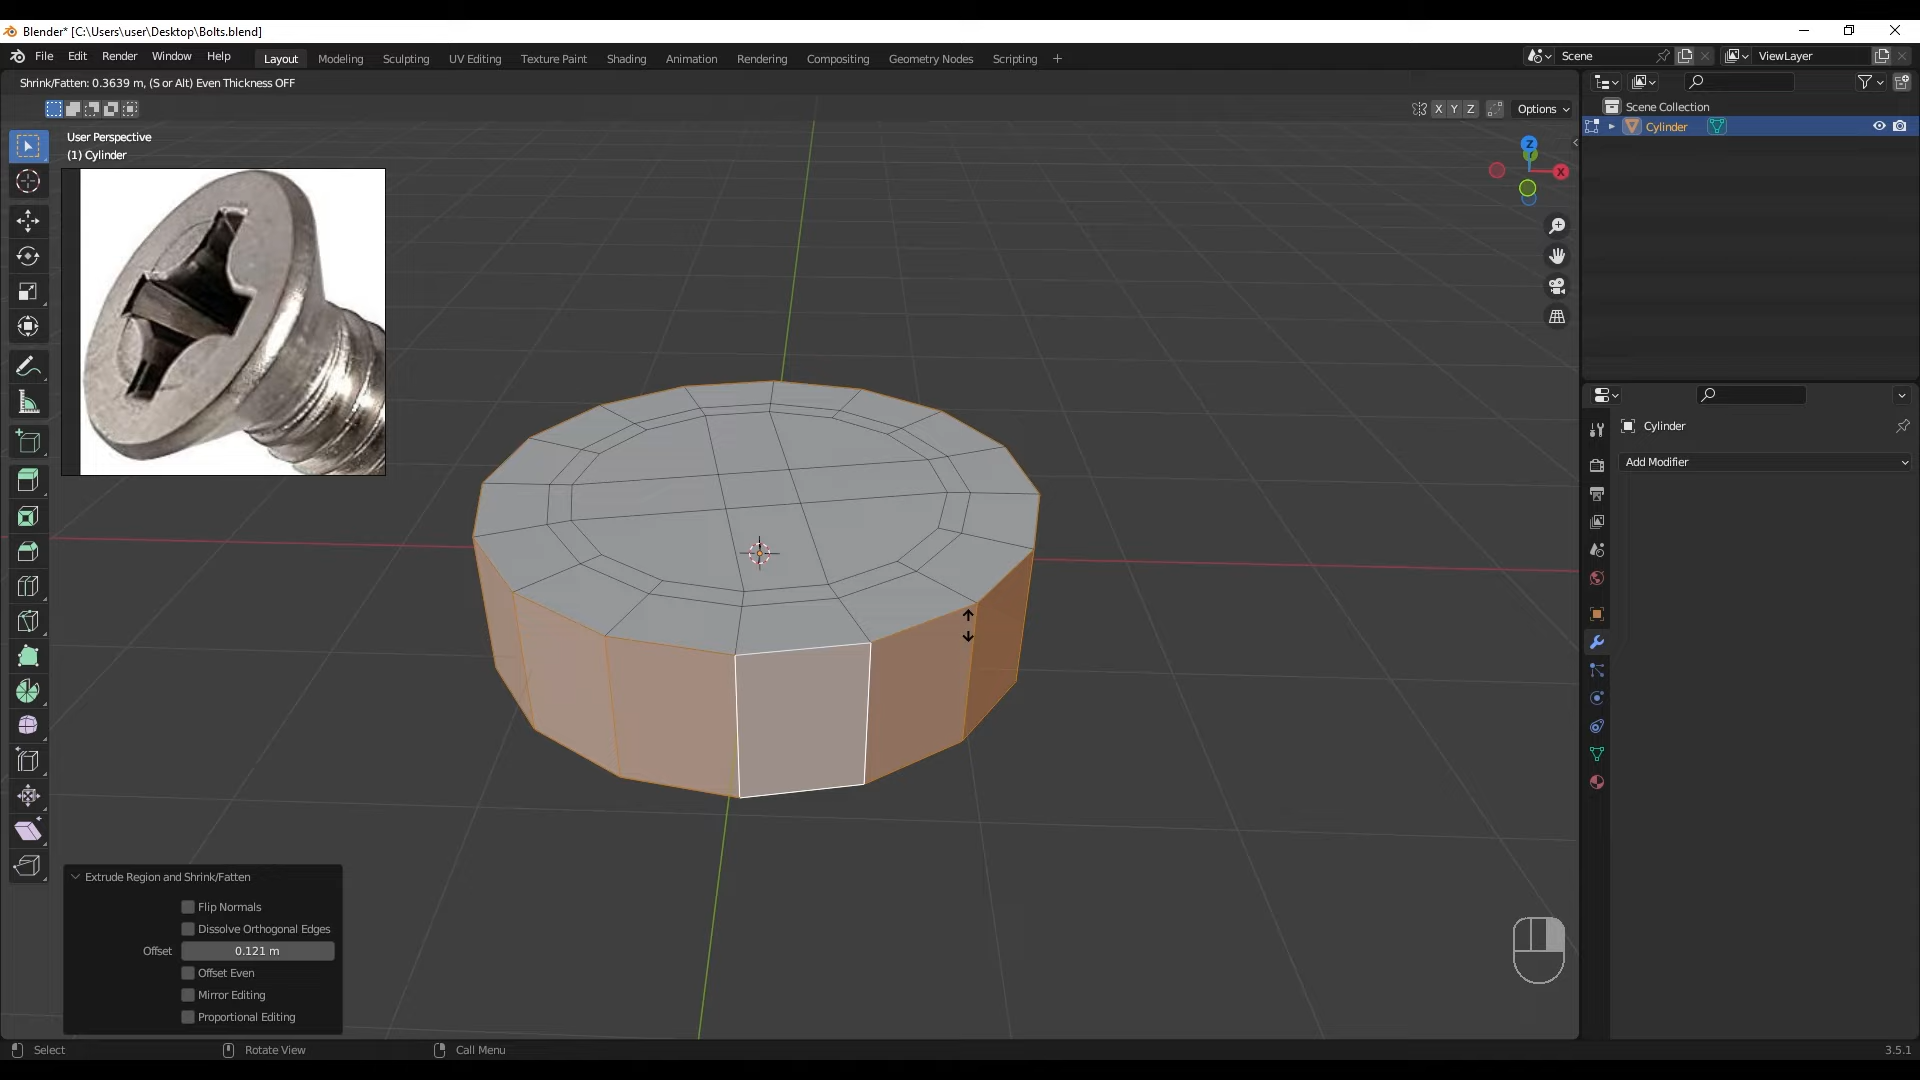 Blender* [C:\Users\user\Desktop\Bolts.blend]
File Edit Render Window Help Layout Modeling Sculpting UV Editing Texture Paint Shading Animation Rendering Compositing Geometry Nodes Scripting + Scene ViewLayer
Shrink/Fatten: 0.3639 m, (S or Alt) Even Thickness OFF
X Y Z Options
Scene Collection
Cylinder
User Perspective
(1) Cylinder
Z
X
Cylinder
Add Modifier
Extrude Region and Shrink/Fatten
Flip Normals
Dissolve Orthogonal Edges
Offset 0.121 m
Offset Even
Mirror Editing
Proportional Editing
Select Rotate View Call Menu 3.5.1